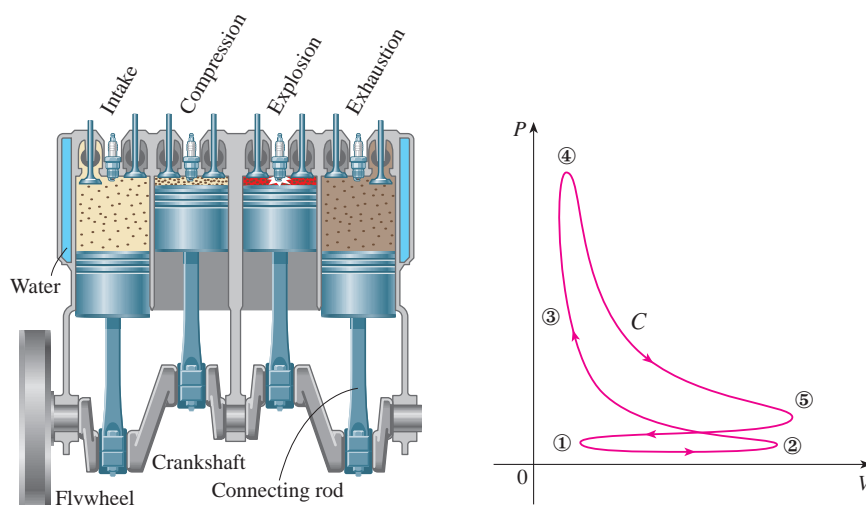 Intake
Compression
Explosion
Exhaustion
Water
Crankshaft
Connecting rod
Flywheel
P
④
③
C
⑤
①
②
0
V